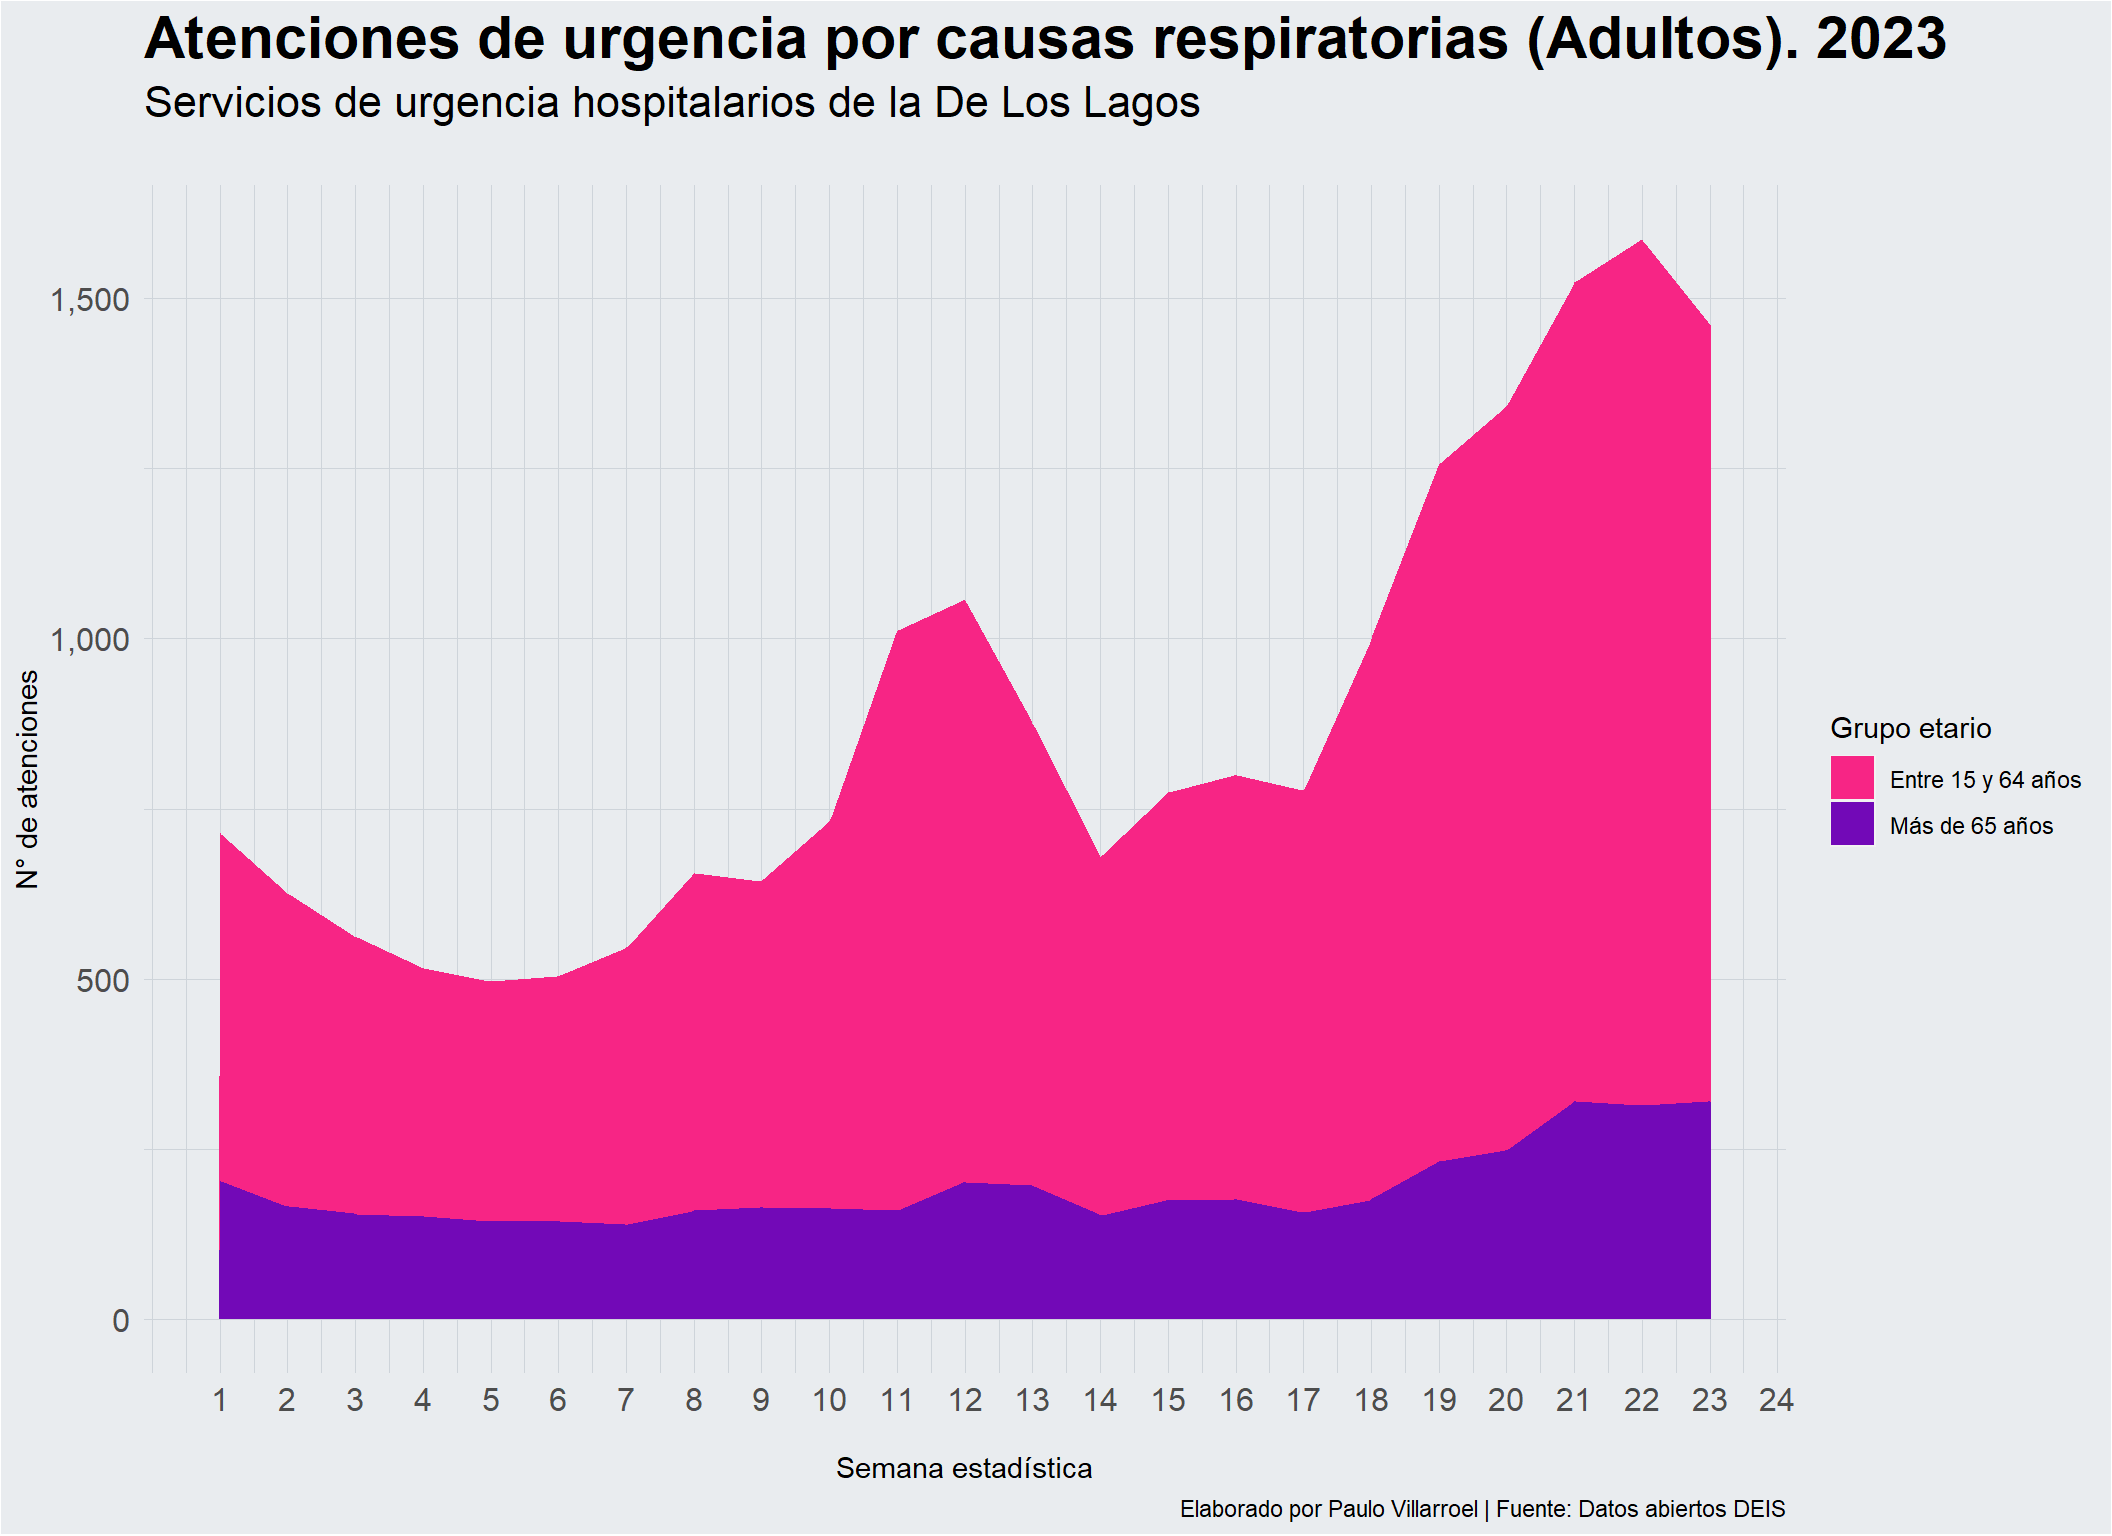 Atenciones de urgencia por causas respiratorias (Adultos). 2023
Servicios de urgencia hospitalarios de la De Los Lagos
1,500
1,000
500
0
N° de atenciones
1 2 3 4 5 6 7 8 9 10 11 12 13 14 15 16 17 18 19 20 21 22 23 24
Semana estadística
Grupo etario
Entre 15 y 64 años
Más de 65 años
Elaborado por Paulo Villarroel | Fuente: Datos abiertos DEIS